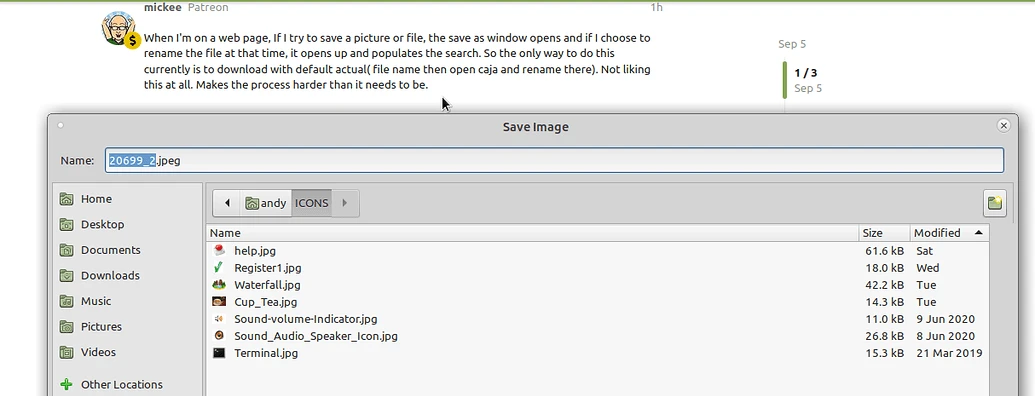 mickee Patreon 1h
When I'm on a web page, If I try to save a picture or file, the save as window opens and if I choose to
rename the file at that time, it opens up and populates the search. So the only way to do this
currently is to download with default actual( file name then open caja and rename there). Not liking
this at all. Makes the process harder than it needs to be.
Sep 5
1 / 3
Sep 5
Save Image
Name: 20699_2.jpeg
Home
Desktop
Documents
Downloads
Music
Pictures
Videos
Other Locations
andy ICONS
Name Size Modified
help.jpg 61.6 kB Sat
Register1.jpg 18.0 kB Wed
Waterfall.jpg 42.2 kB Tue
Cup_Tea.jpg 14.3 kB Tue
Sound-volume-Indicator.jpg 11.0 kB 9 Jun 2020
Sound_Audio_Speaker_Icon.jpg 26.8 kB 8 Jun 2020
Terminal.jpg 15.3 kB 21 Mar 2019